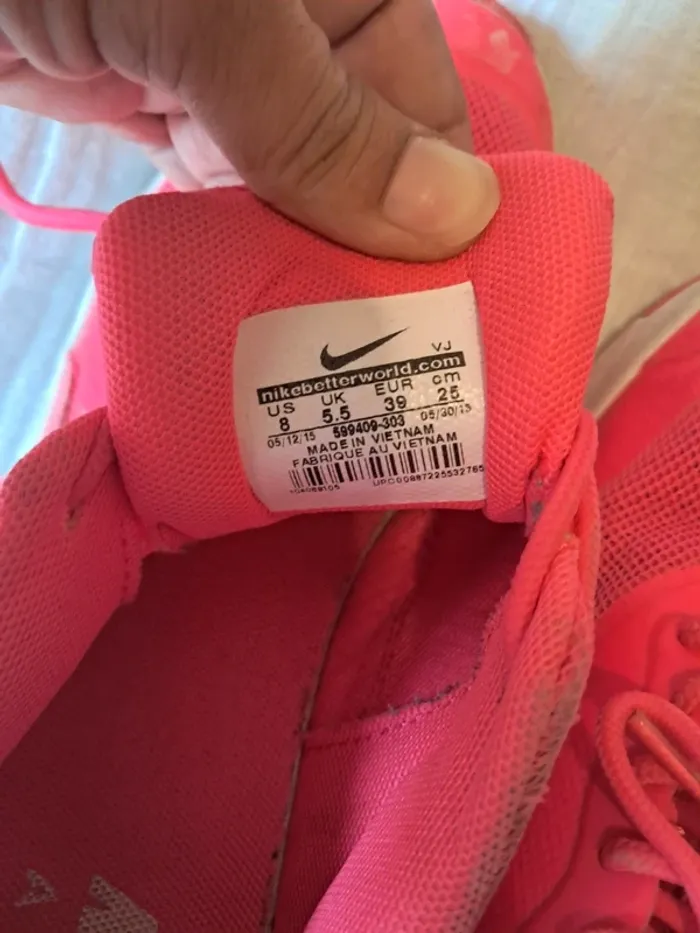 VJ
nikebetterworld.com
US UK EUR cm
8 5.5 39 25
05/12/15 599409-303 05/30/15
MADE IN VIETNAM
FABRIQUE AU VIETNAM